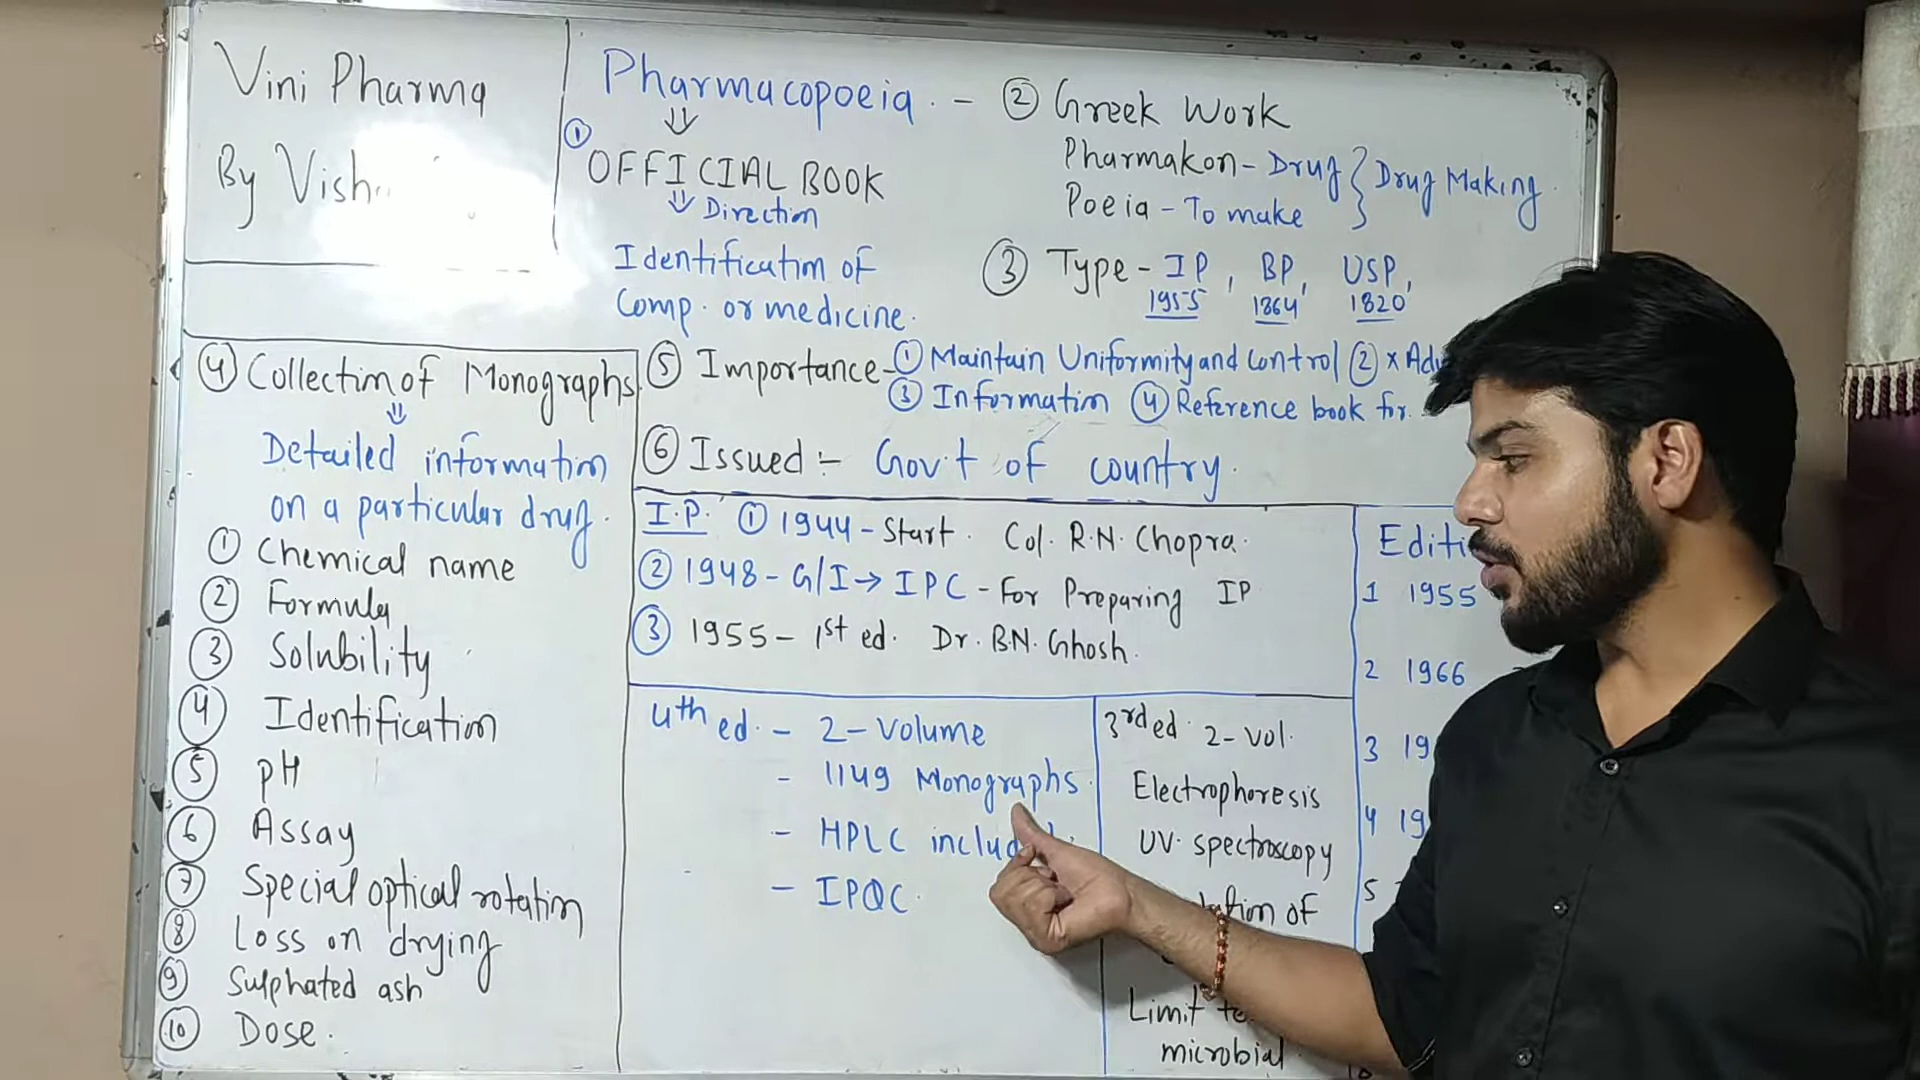 Vini Pharma
By Vish
Pharmacopoeia. - ② Greek Work
⇓
① OFFICIAL BOOK
⇓ Direction
Identification of
Comp. or medicine.
Pharmakon - Drug } Drug Making.
Poeia - To make
③ Type - IP, BP, USP,
1955 1864 1820
④ Collection of Monographs.
⇓
Detailed information
on a particular drug.
① Chemical name
② Formula
③ Solubility
④ Identification
⑤ pH
⑥ Assay
⑦ Special optical rotation
⑧ Loss on drying
⑨ Sulphated ash
⑩ Dose.
⑤ Importance - ① Maintain Uniformity and Control ② x
③ Information ④ Reference book for
⑥ Issued :- Gov't of country.
I.P. ① 1944 - Start. Col. R.N. Chopra.
② 1948 - G/I → IPC - For Preparing IP
③ 1955 - 1st ed. Dr. B.N. Ghosh.
4th ed. - 2 - Volume
- 1149 Monographs.
- HPLC
- IPQC.
3rd ed. 2-vol.
Electrophoresis
UV. spectroscopy
of
Limit
microbial
1 1955
2 1966
3 19
4 19
5